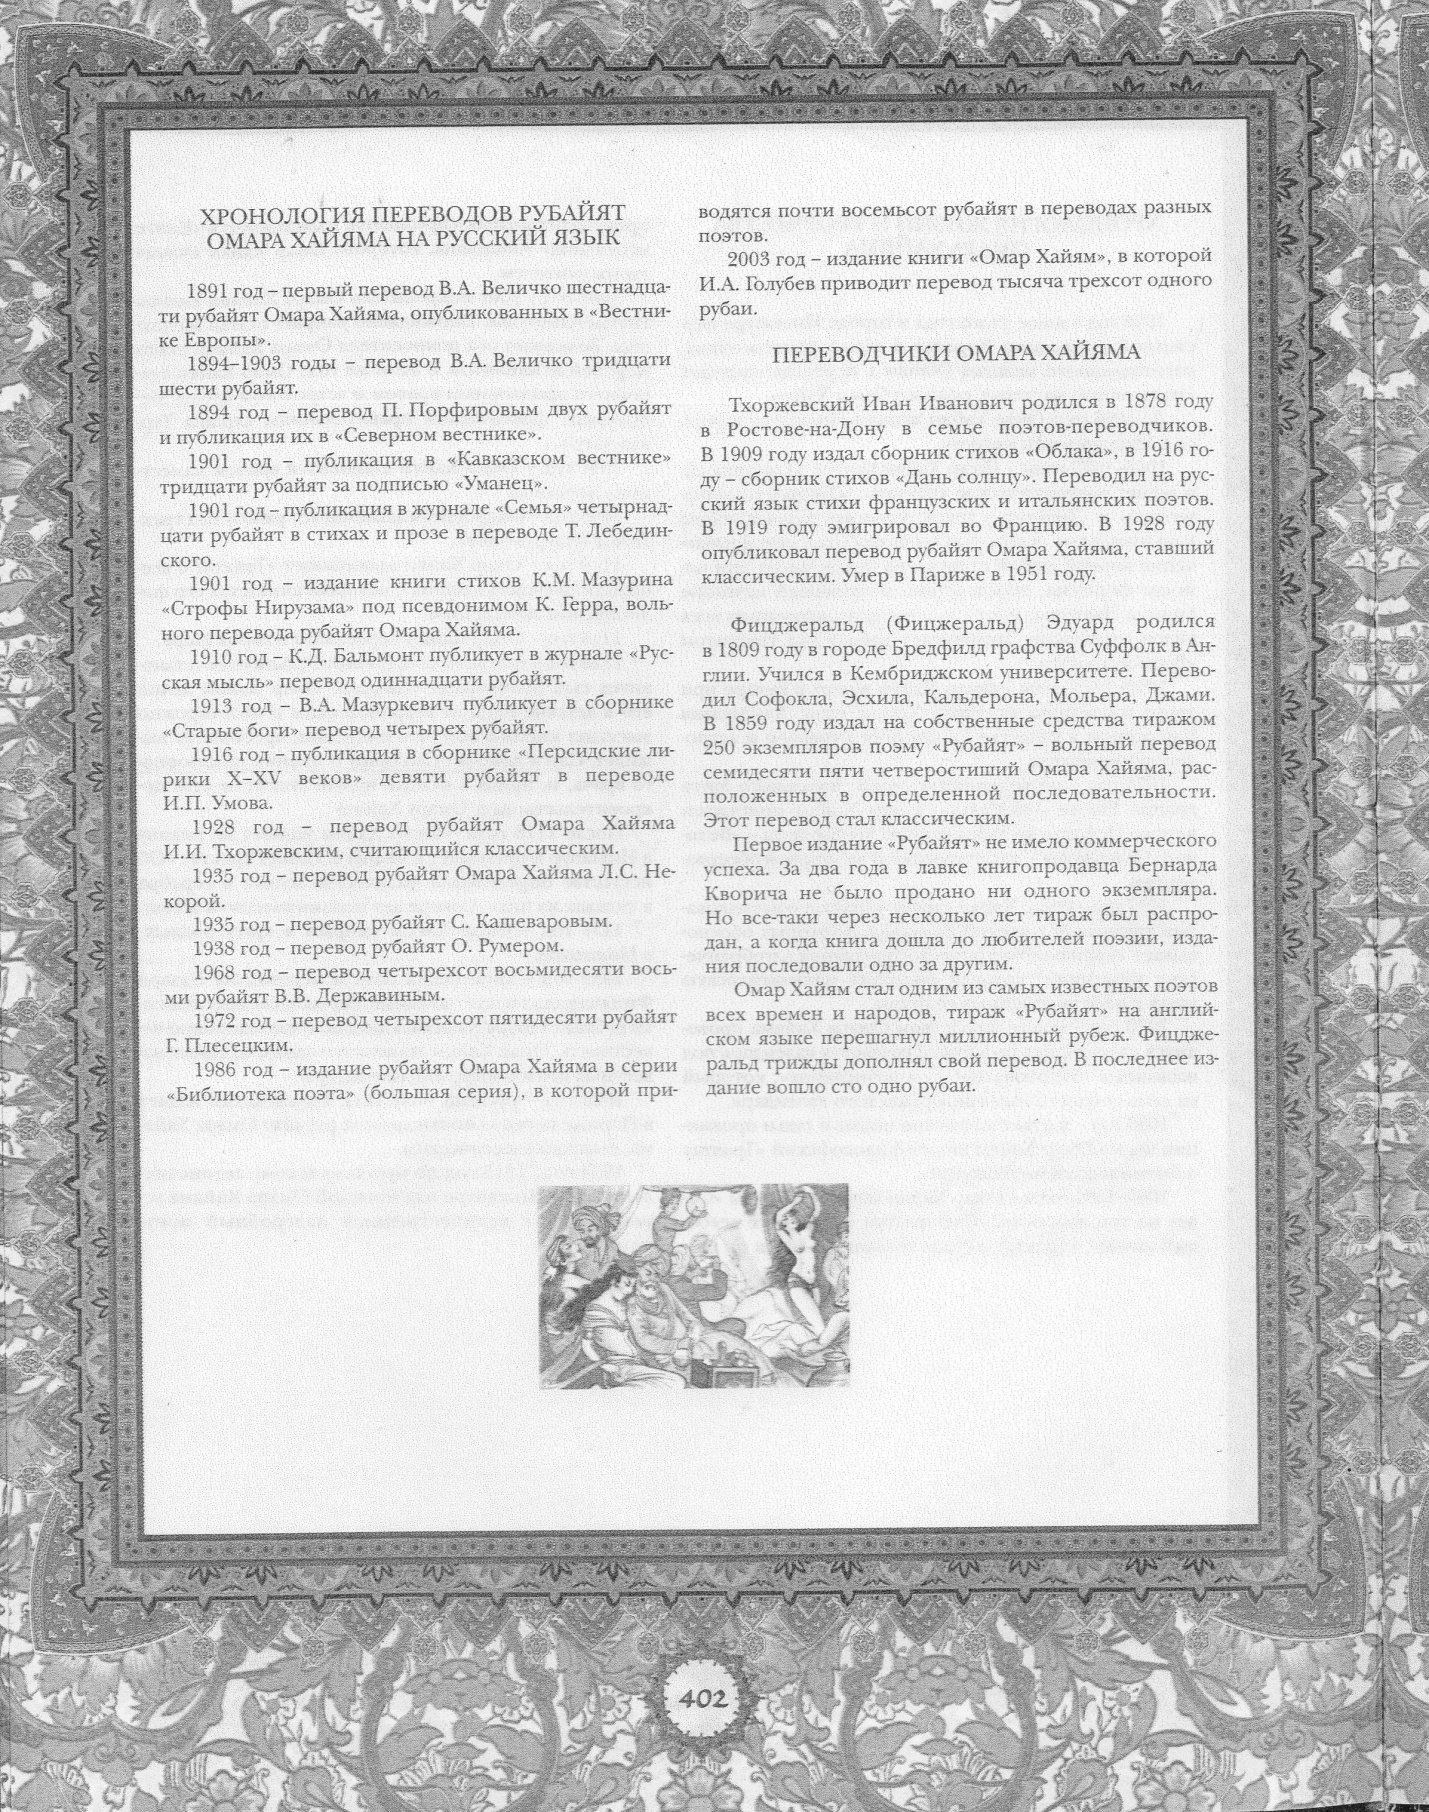 ХРОНОЛОГИЯ ПЕРЕВОДОВ РУБАЙЯТ
ОМАРА ХАЙЯМА НА РУССКИЙ ЯЗЫК
1891 год – первый перевод В.А. Величко шестнадца-
ти рубайят Омара Хайяма, опубликованных в «Вестни-
ке Европы».
1894–1903 годы – перевод В.А. Величко тридцати
шести рубайят.
1894 год – перевод П. Порфировым двух рубайят
и публикация их в «Северном вестнике».
1901 год – публикация в «Кавказском вестнике»
тридцати рубайят за подписью «Уманец».
1901 год – публикация в журнале «Семья» четырнад-
цати рубайят в стихах и прозе в переводе Т. Лебедин-
ского.
1901 год – издание книги стихов К.М. Мазурина
«Строфы Нирузама» под псевдонимом К. Герра, воль-
ного перевода рубайят Омара Хайяма.
1910 год – К.Д. Бальмонт публикует в журнале «Рус-
ская мысль» перевод одиннадцати рубайят.
1913 год – В.А. Мазуркевич публикует в сборнике
«Старые боги» перевод четырех рубайят.
1916 год – публикация в сборнике «Персидские ли-
рики X–XV веков» девяти рубайят в переводе
И.П. Умова.
1928 год – перевод рубайят Омара Хайяма
И.И. Тхоржевским, считающийся классическим.
1935 год – перевод рубайят Омара Хайяма Л.С. Не-
корой.
1935 год – перевод рубайят С. Кашеваровым.
1938 год – перевод рубайят О. Румером.
1968 год – перевод четырехсот восьмидесяти вось-
ми рубайят В.В. Державиным.
1972 год – перевод четырехсот пятидесяти рубайят
Г. Плесецким.
1986 год – издание рубайят Омара Хайяма в серии
«Библиотека поэта» (большая серия), в которой при-
водятся почти восемьсот рубайят в переводах разных
поэтов.
2003 год – издание книги «Омар Хайям», в которой
И.А. Голубев приводит перевод тысяча трехсот одного
рубаи.
ПЕРЕВОДЧИКИ ОМАРА ХАЙЯМА
Тхоржевский Иван Иванович родился в 1878 году
в Ростове-на-Дону в семье поэтов-переводчиков.
В 1909 году издал сборник стихов «Облака», в 1916 го-
ду – сборник стихов «Дань солнцу». Переводил на рус-
ский язык стихи французских и итальянских поэтов.
В 1919 году эмигрировал во Францию. В 1928 году
опубликовал перевод рубайят Омара Хайяма, ставший
классическим. Умер в Париже в 1951 году.
Фицджеральд (Фицжеральд) Эдуард родился
в 1809 году в городе Бредфилд графства Суффолк в Ан-
глии. Учился в Кембриджском университете. Перево-
дил Софокла, Эсхила, Кальдерона, Мольера, Джами.
В 1859 году издал на собственные средства тиражом
250 экземпляров поэму «Рубайят» – вольный перевод
семидесяти пяти четверостиший Омара Хайяма, рас-
положенных в определенной последовательности.
Этот перевод стал классическим.
Первое издание «Рубайят» не имело коммерческого
успеха. За два года в лавке книгопродавца Бернарда
Кворича не было продано ни одного экземпляра.
Но все-таки через несколько лет тираж был распро-
дан, а когда книга дошла до любителей поэзии, изда-
ния последовали одно за другим.
Омар Хайям стал одним из самых известных поэтов
всех времен и народов, тираж «Рубайят» на англий-
ском языке перешагнул миллионный рубеж. Фицдже-
ральд трижды дополнял свой перевод. В последнее из-
дание вошло сто одно рубаи.
402